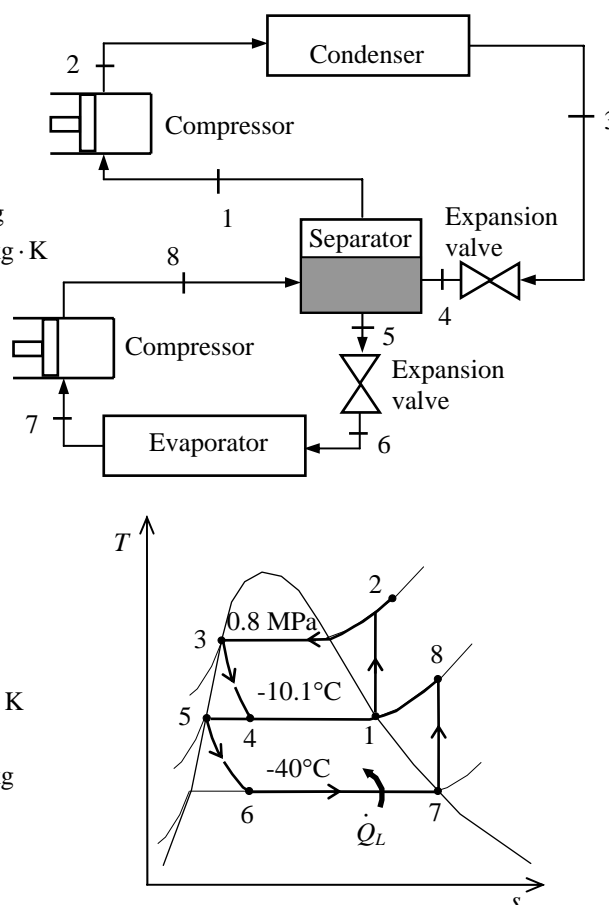 2
Condenser
3
Compressor
1
g
g · K
Separator
Expansion
valve
8
4
5
Compressor
Expansion
valve
7
Evaporator
6
T
2
3
0.8 MPa
8
-10.1°C
K
5
4
1
g
-40°C
6
7
Q̇L
s